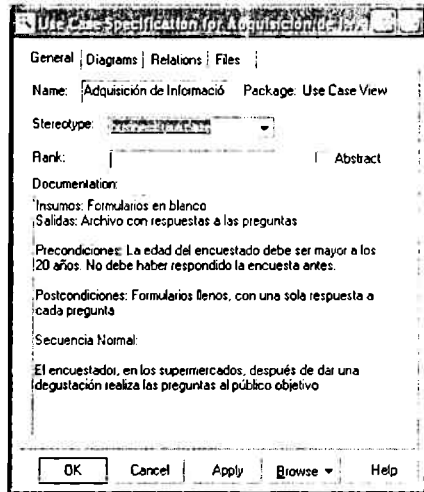 Use Case Specification for Adquisición de
General Diagrams Relations Files
Name: Adquisición de Informació Package: Use Case View
Stereotype: business use case
Rank: Abstract
Documentation:
Insumos: Formularios en blanco
Salidas: Archivo con respuestas a las preguntas
Precondiciones: La edad del encuestado debe ser mayor a los
20 años. No debe haber respondido la encuesta antes.
Postcondiciones: Formularios llenos, con una sola respuesta a
cada pregunta
Secuencia Normal:
El encuestador, en los supermercados, después de dar una
degustación realiza las preguntas al público objetivo
OK Cancel Apply Browse Help